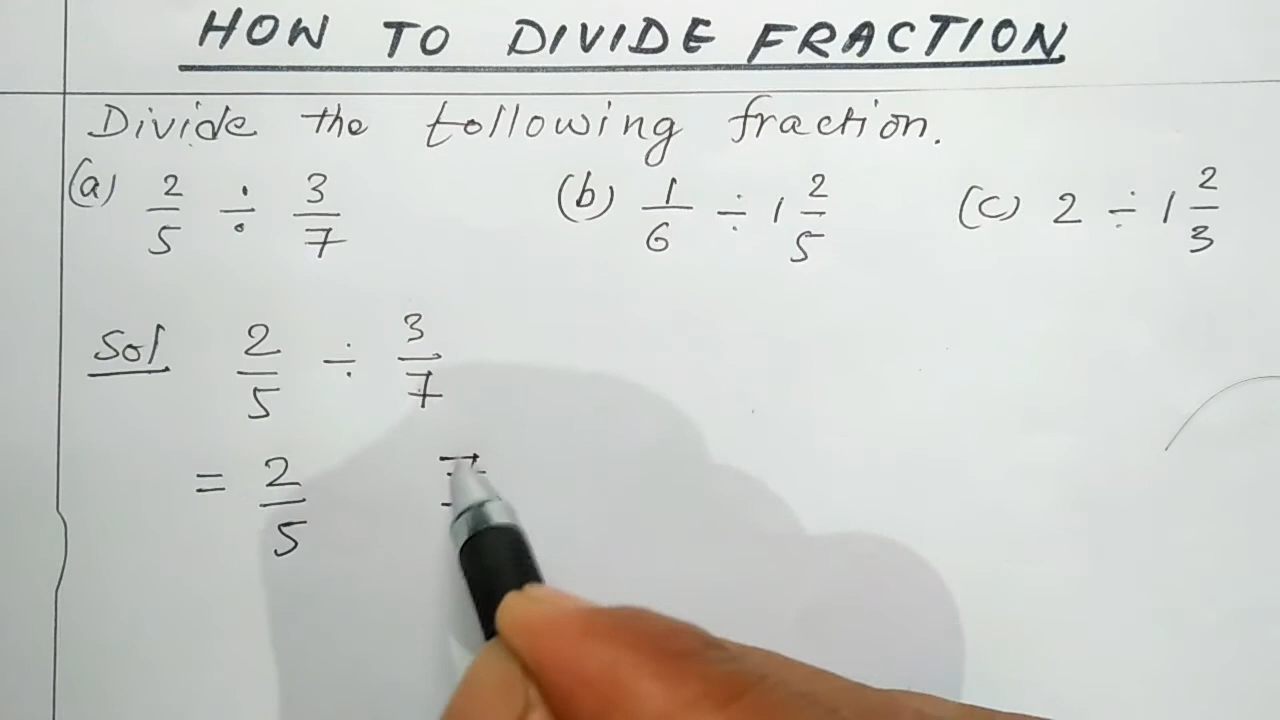 HOW TO DIVIDE FRACTION
Divide the following fraction.
(a) 2/5 ÷ 3/7 (b) 1/6 ÷ 1 2/5 (c) 2 ÷ 1 2/3
Sol 2/5 ÷ 3/7
= 2/5 7